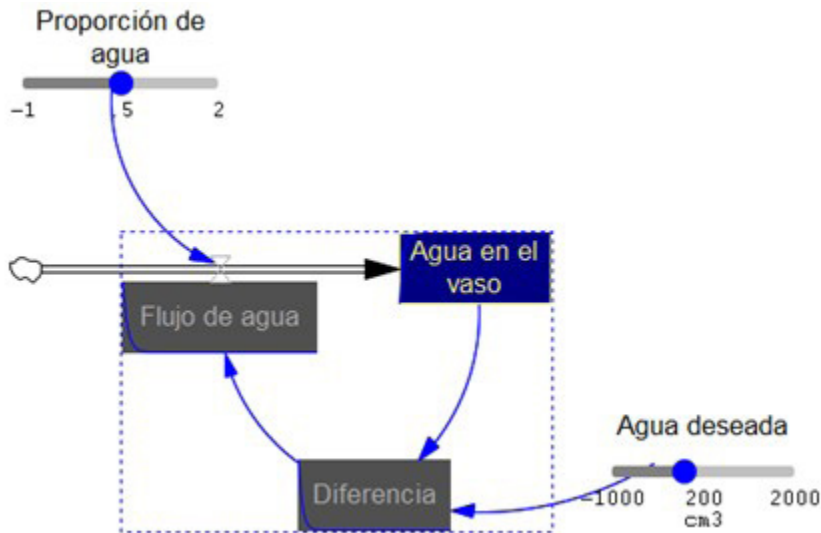 Proporción de
agua
-1 .5 2
Agua en el
vaso
Flujo de agua
Agua deseada
Diferencia
-1000 200 2000
cm3